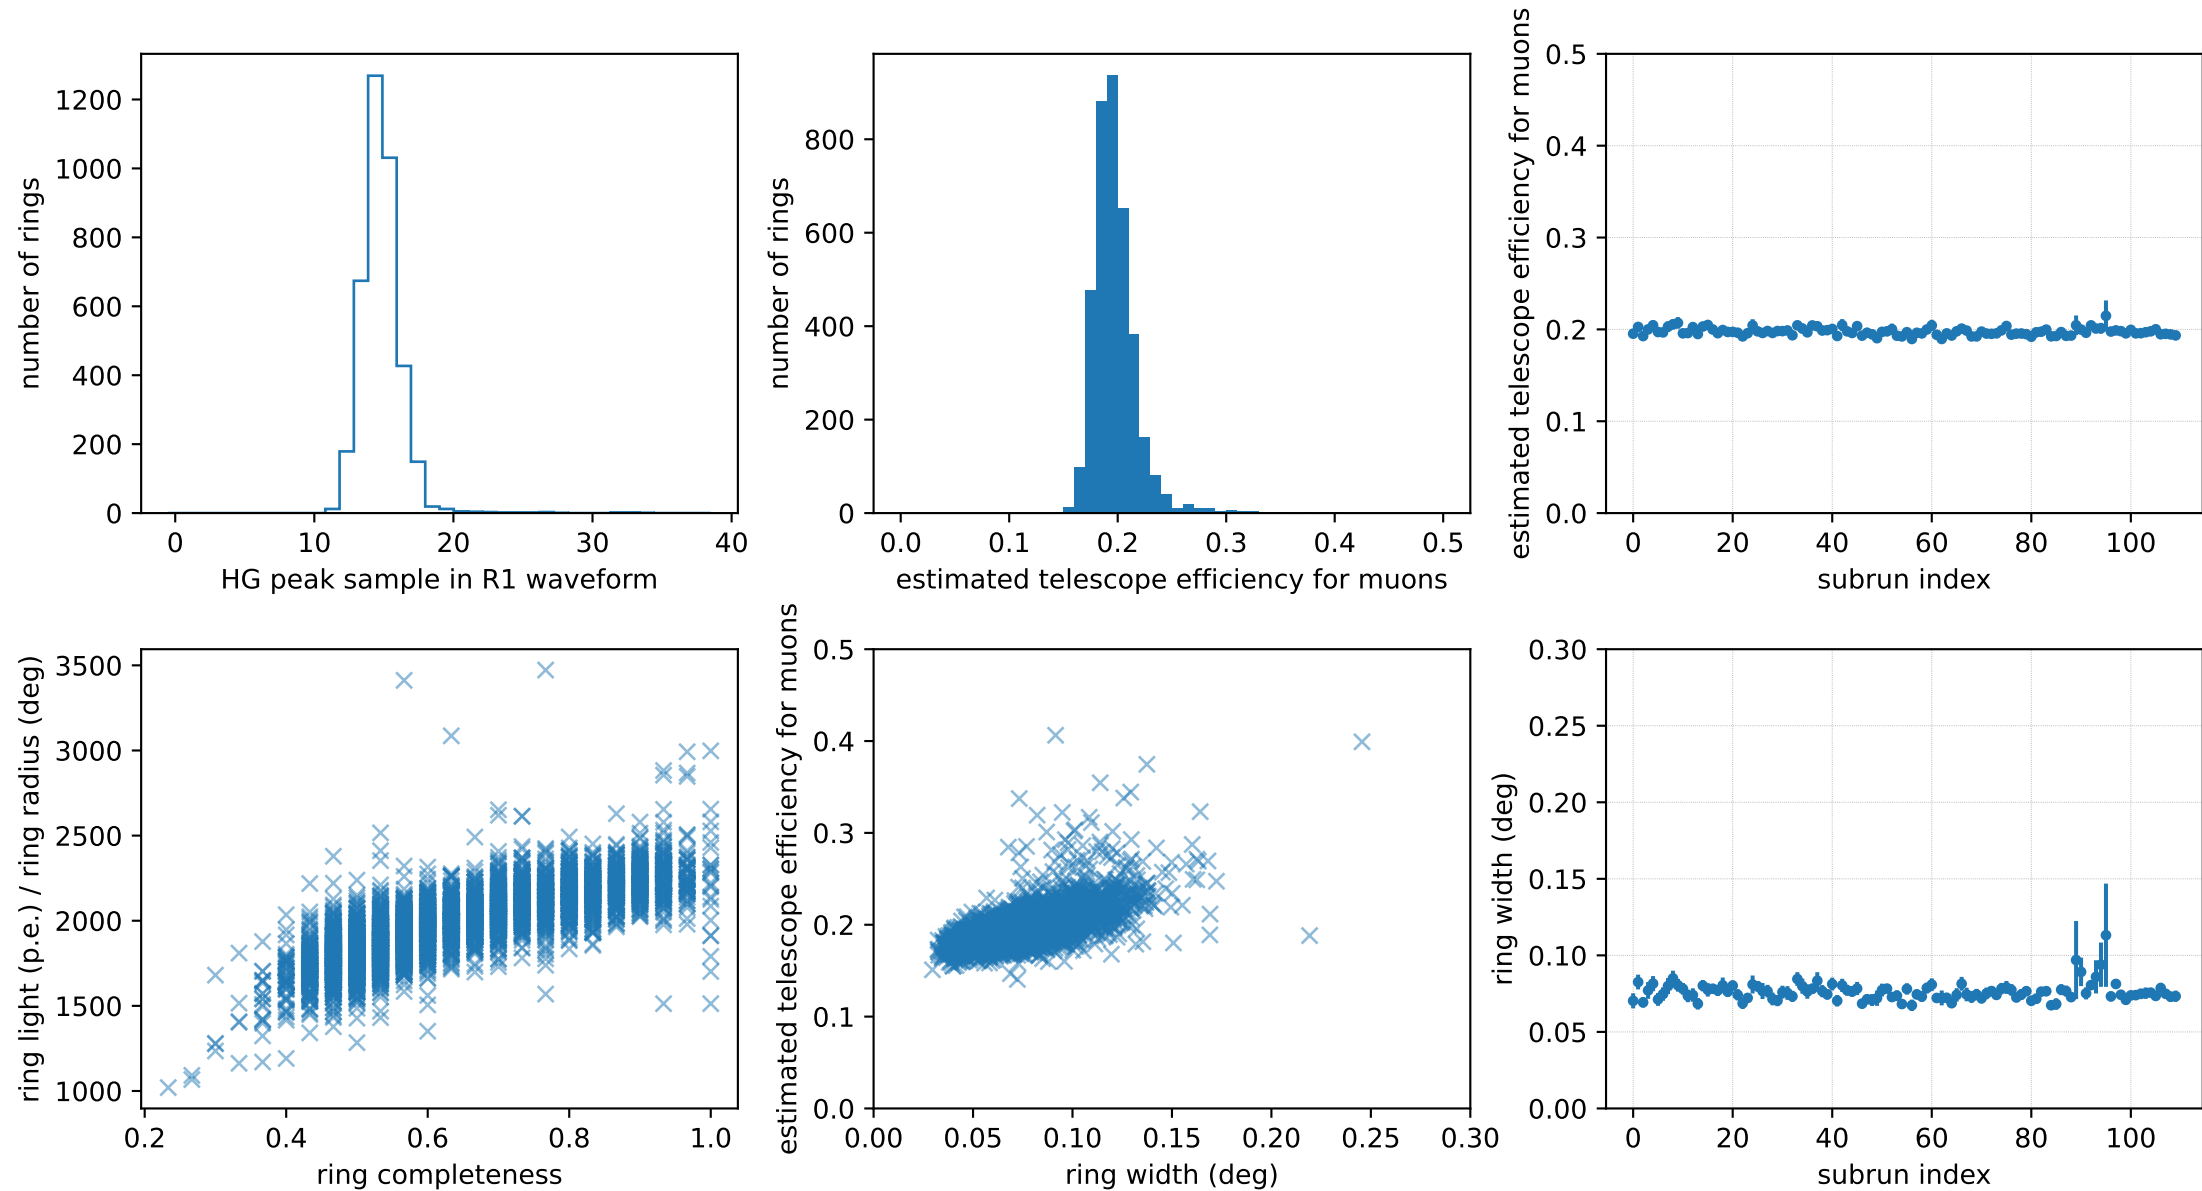 number of rings
1200
1000
800
600
400
200
0
0 10 20 30 40
HG peak sample in R1 waveform
number of rings
800
600
400
200
0
0.0 0.1 0.2 0.3 0.4 0.5
estimated telescope efficiency for muons
estimated telescope efficiency for muons
0.5
0.4
0.3
0.2
0.1
0.0
0 20 40 60 80 100
subrun index
ring light (p.e.) / ring radius (deg)
3500
3000
2500
2000
1500
1000
0.2 0.4 0.6 0.8 1.0
ring completeness
estimated telescope efficiency for muons
0.5
0.4
0.3
0.2
0.1
0.0
0.00 0.05 0.10 0.15 0.20 0.25 0.30
ring width (deg)
ring width (deg)
0.30
0.25
0.20
0.15
0.10
0.05
0.00
0 20 40 60 80 100
subrun index